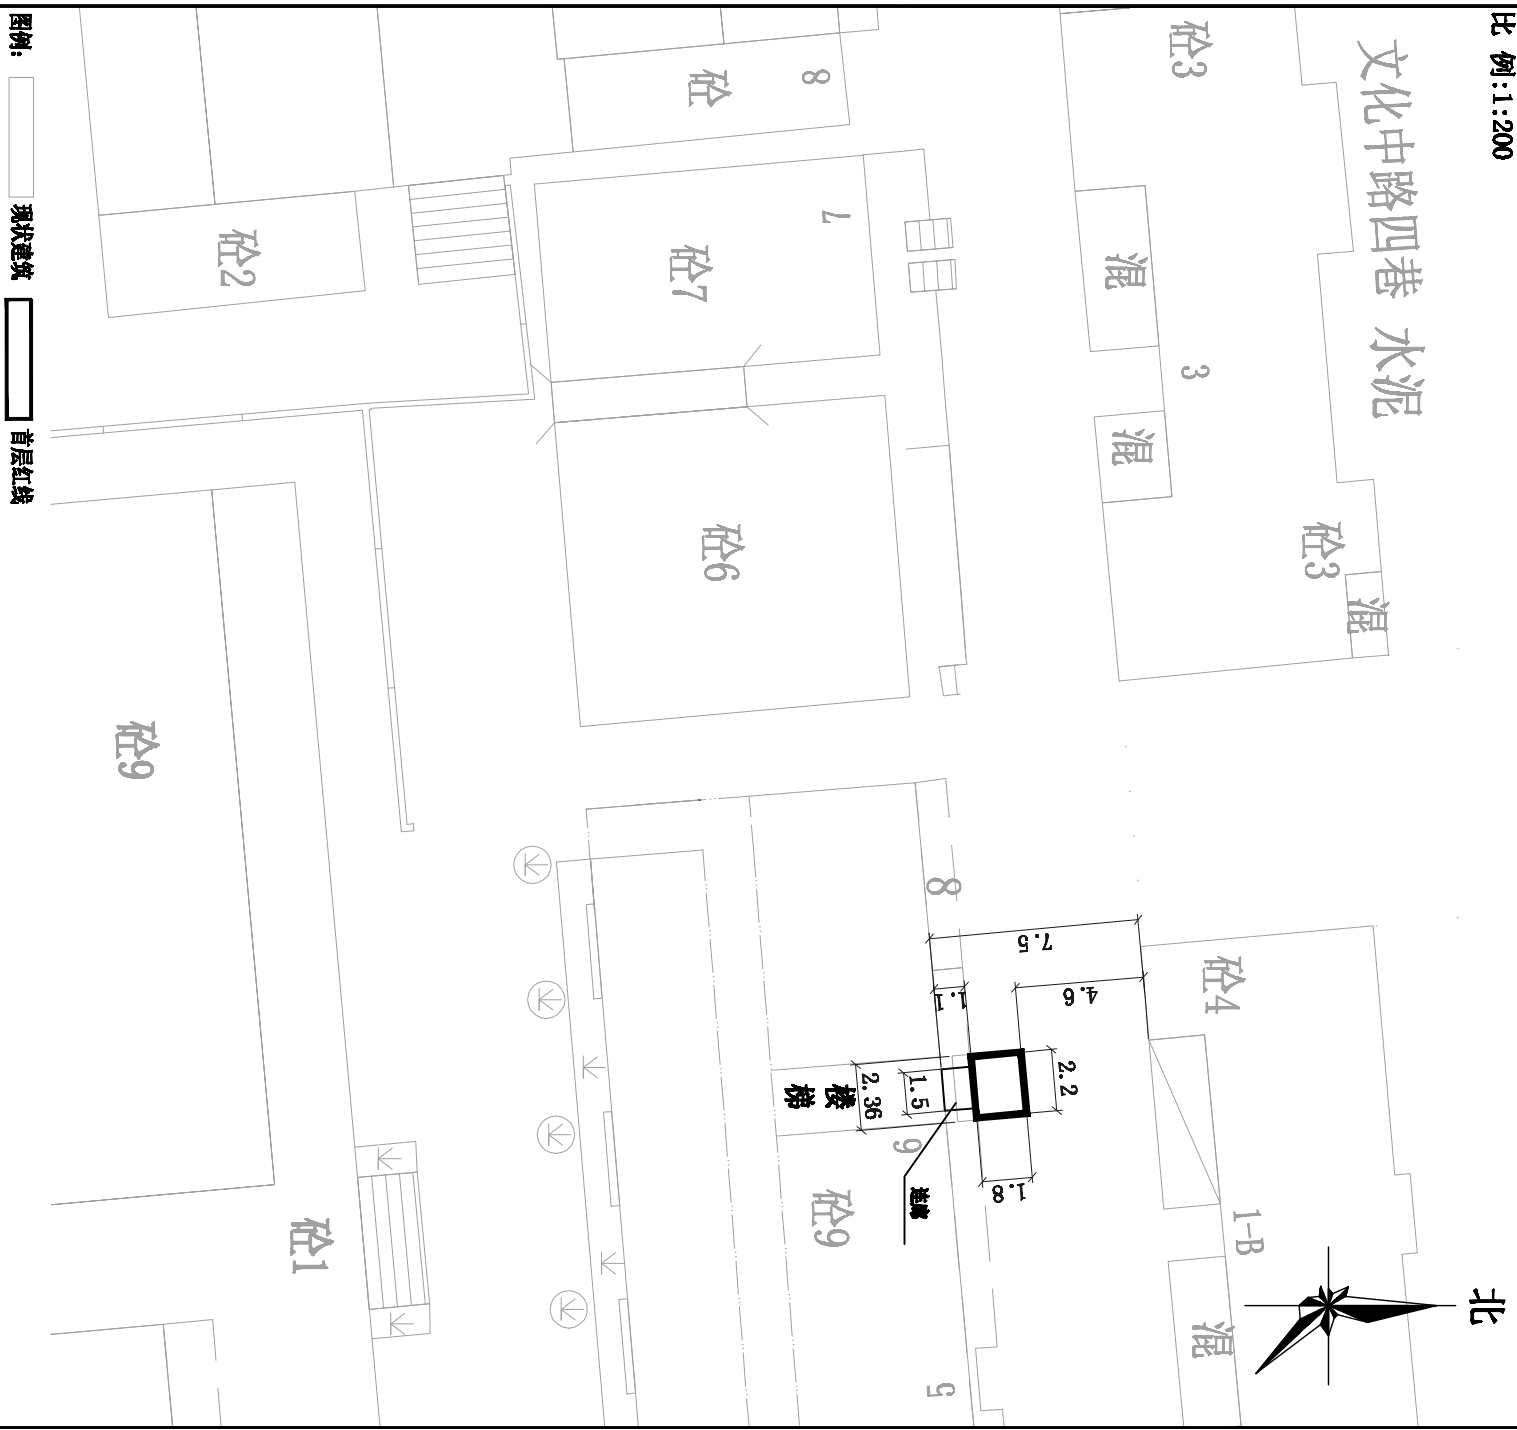 比 例:1:200
文化中路四巷 水泥
砼3
混
3
混
砼3
混
8
砼
7
砼7
砼2
砼6
砼9
8
7.5
4.6
1.1
2.2
1.5
2.36
1.8
楼梯
连廊
9
砼9
砼4
1-B
混
北
砼1
5
图例:
现状建筑
首层红线